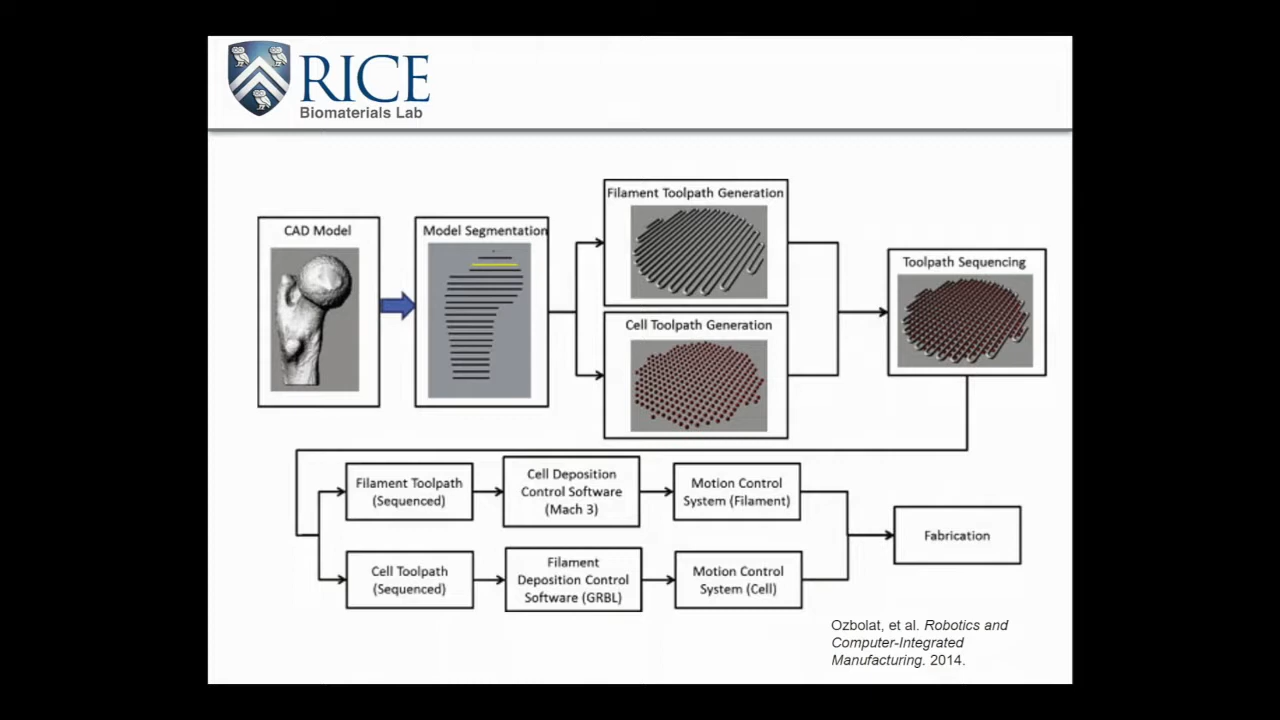 RICE
Biomaterials Lab
CAD Model
Model Segmentation
Filament Toolpath Generation
Cell Toolpath Generation
Toolpath Sequencing
Filament Toolpath
(Sequenced)
Cell Deposition
Control Software
(Mach 3)
Motion Control
System (Filament)
Cell Toolpath
(Sequenced)
Filament
Deposition Control
Software (GRBL)
Motion Control
System (Cell)
Fabrication
Ozbolat, et al. Robotics and
Computer-Integrated
Manufacturing. 2014.